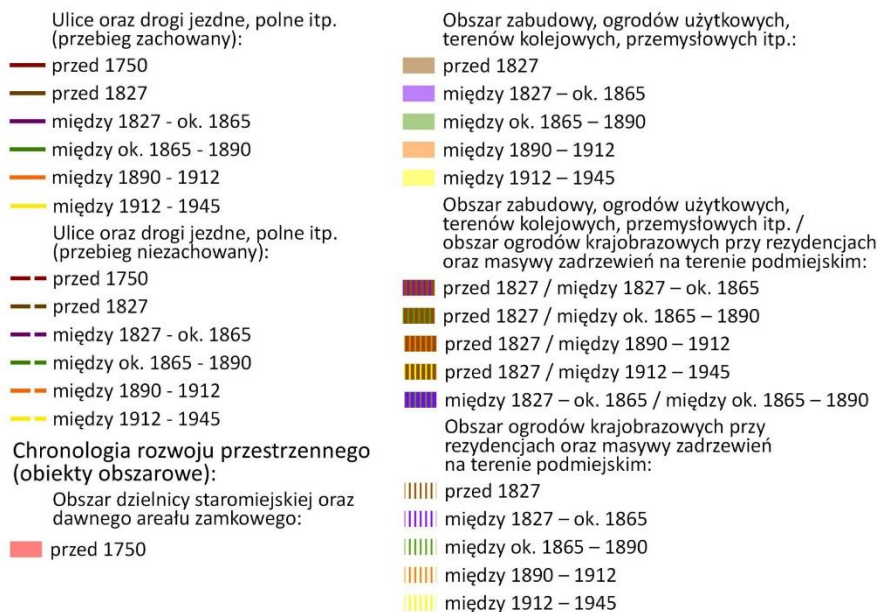 Ulice oraz drogi jezdne, polne itp.
(przebieg zachowany):
przed 1750
przed 1827
między 1827 - ok. 1865
między ok. 1865 - 1890
między 1890 - 1912
między 1912 - 1945
Ulice oraz drogi jezdne, polne itp.
(przebieg niezachowany):
przed 1750
przed 1827
między 1827 - ok. 1865
między ok. 1865 - 1890
między 1890 - 1912
między 1912 - 1945
Chronologia rozwoju przestrzennego
(obiekty obszarowe):
Obszar dzielnicy staromiejskiej oraz
dawnego areału zamkowego:
przed 1750
Obszar zabudowy, ogrodów użytkowych,
terenów kolejowych, przemysłowych itp.:
przed 1827
między 1827 – ok. 1865
między ok. 1865 – 1890
między 1890 – 1912
między 1912 – 1945
Obszar zabudowy, ogrodów użytkowych,
terenów kolejowych, przemysłowych itp. /
obszar ogrodów krajobrazowych przy rezydencjach
oraz masywy zadrzewień na terenie podmiejskim:
przed 1827 / między 1827 – ok. 1865
przed 1827 / między ok. 1865 – 1890
przed 1827 / między 1890 – 1912
przed 1827 / między 1912 – 1945
między 1827 – ok. 1865 / między ok. 1865 – 1890
Obszar ogrodów krajobrazowych przy
rezydencjach oraz masywy zadrzewień
na terenie podmiejskim:
przed 1827
między 1827 – ok. 1865
między ok. 1865 – 1890
między 1890 – 1912
między 1912 – 1945